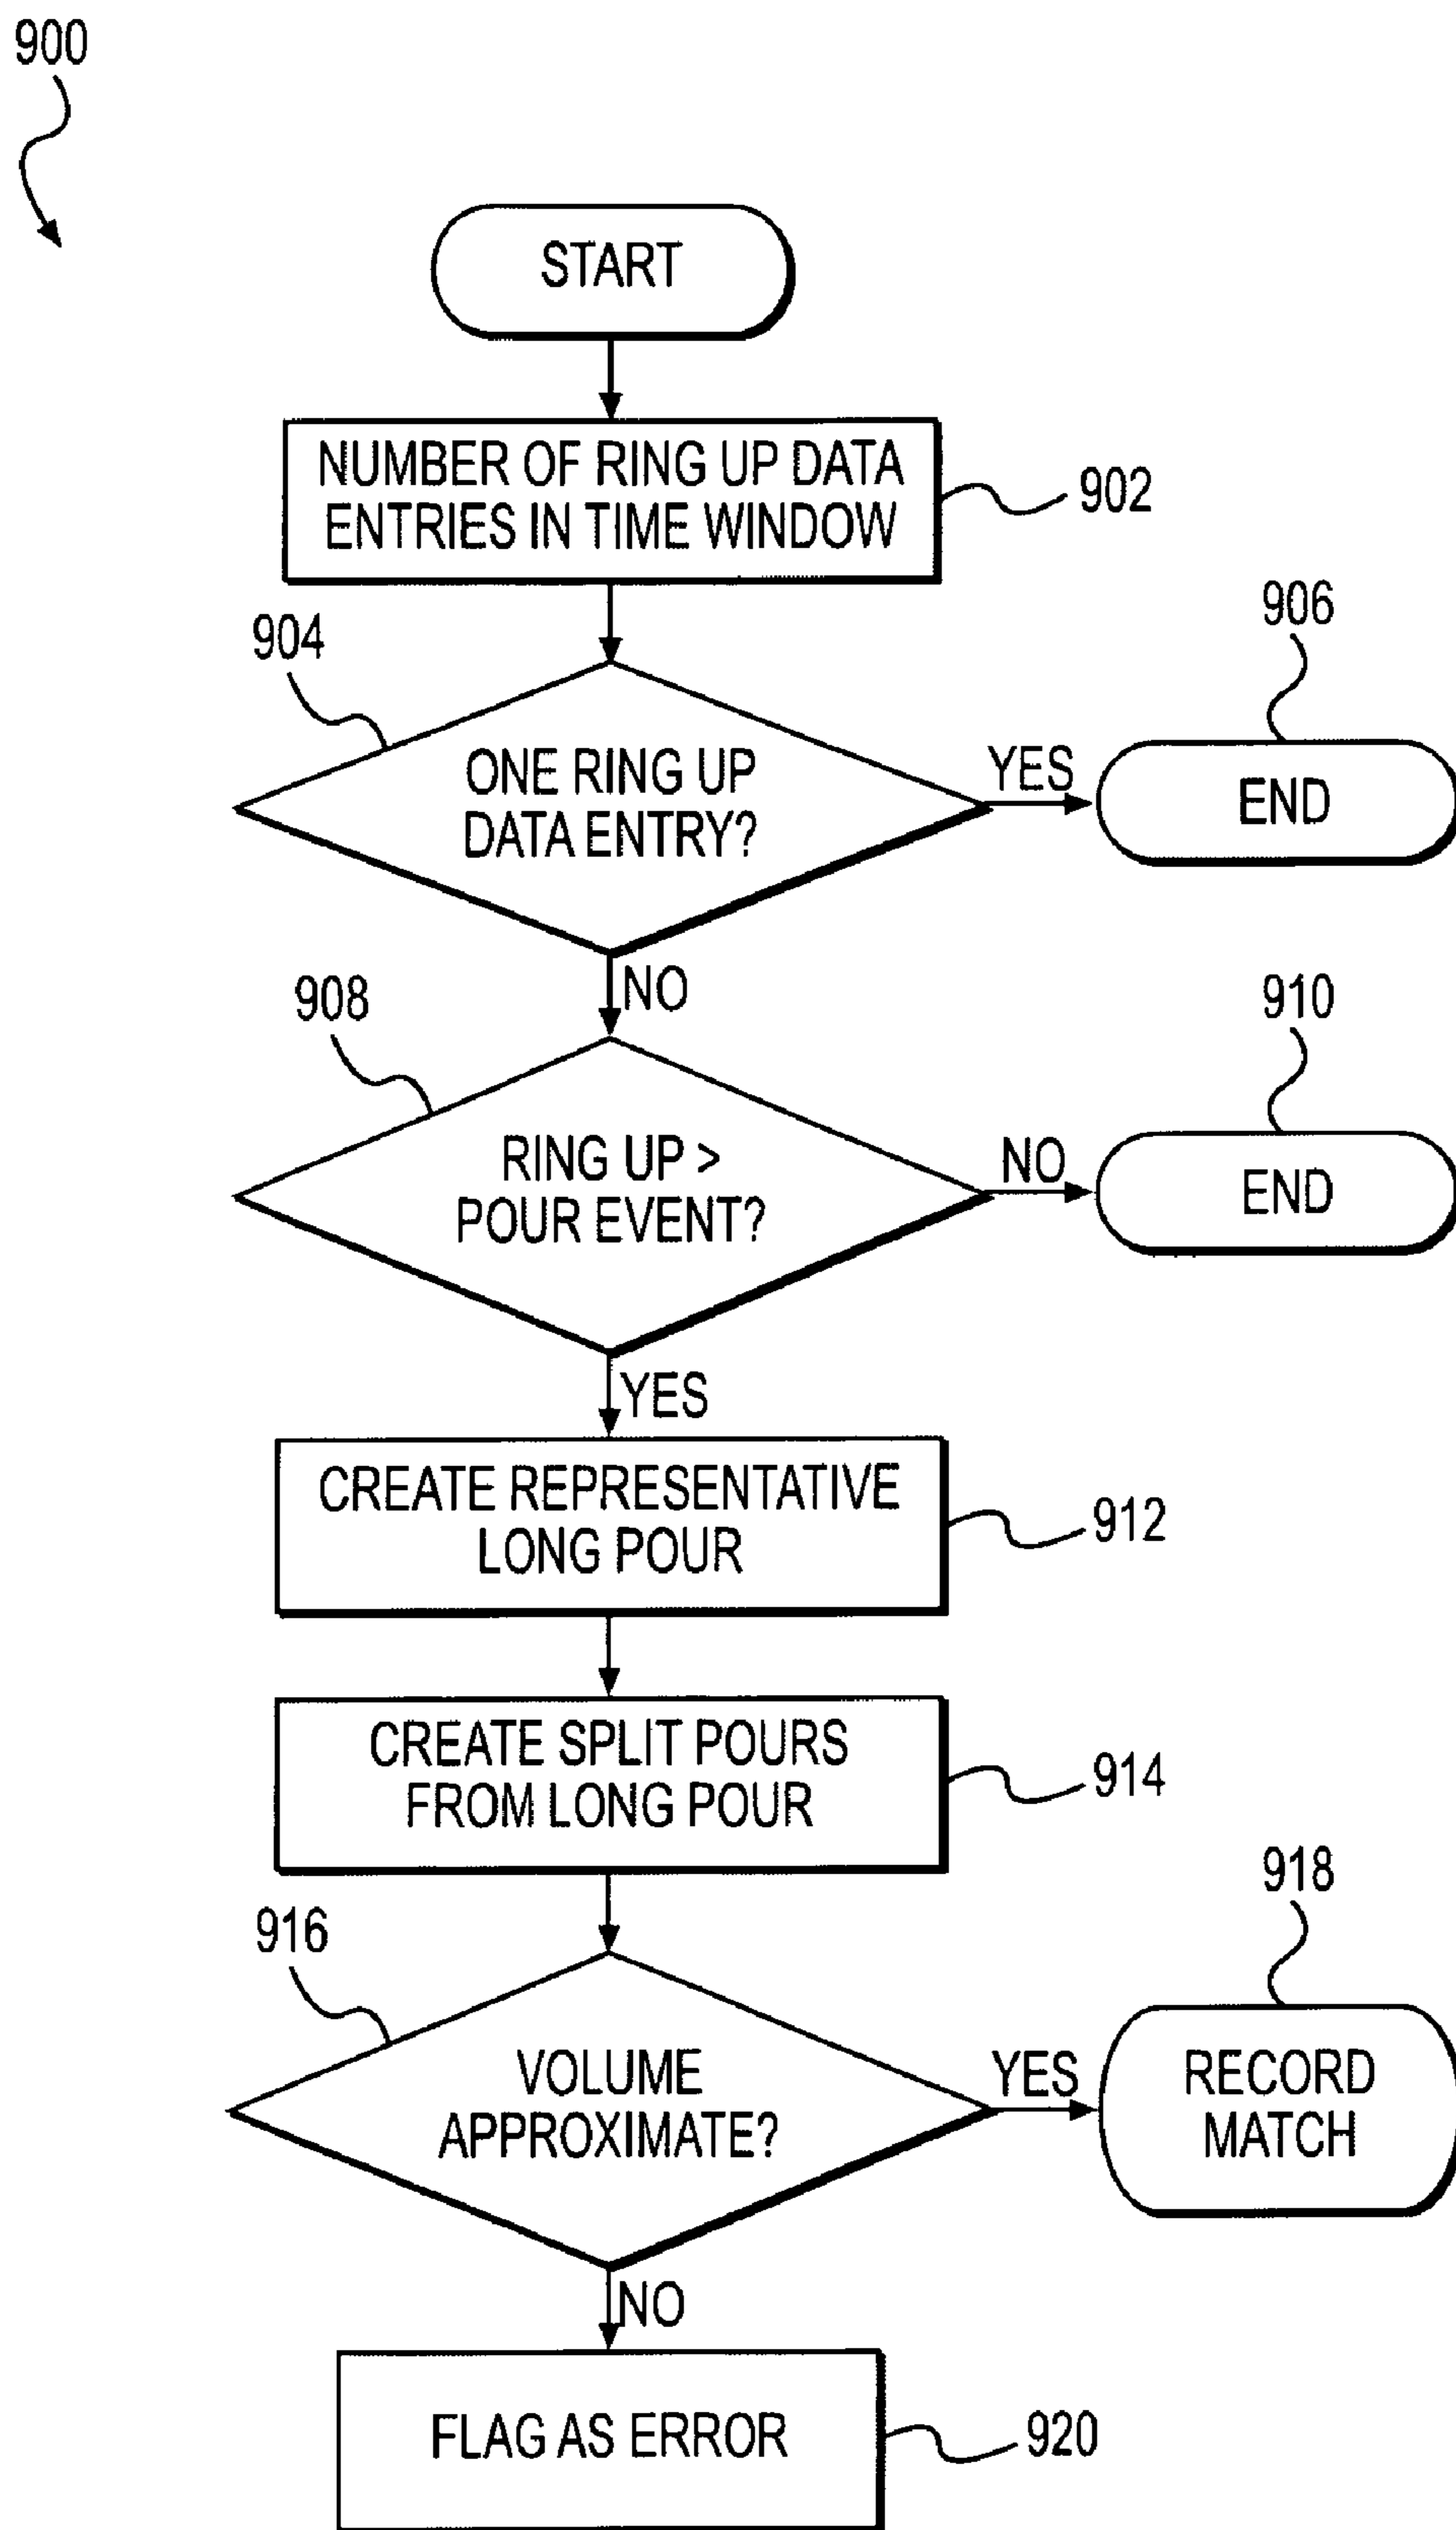 900
START
NUMBER OF RING UP DATA
ENTRIES IN TIME WINDOW
902
904
ONE RING UP
DATA ENTRY?
YES
906
END
NO
908
RING UP >
POUR EVENT?
NO
910
END
YES
CREATE REPRESENTATIVE
LONG POUR
912
CREATE SPLIT POURS
FROM LONG POUR
914
916
VOLUME
APPROXIMATE?
YES
918
RECORD
MATCH
NO
FLAG AS ERROR
920